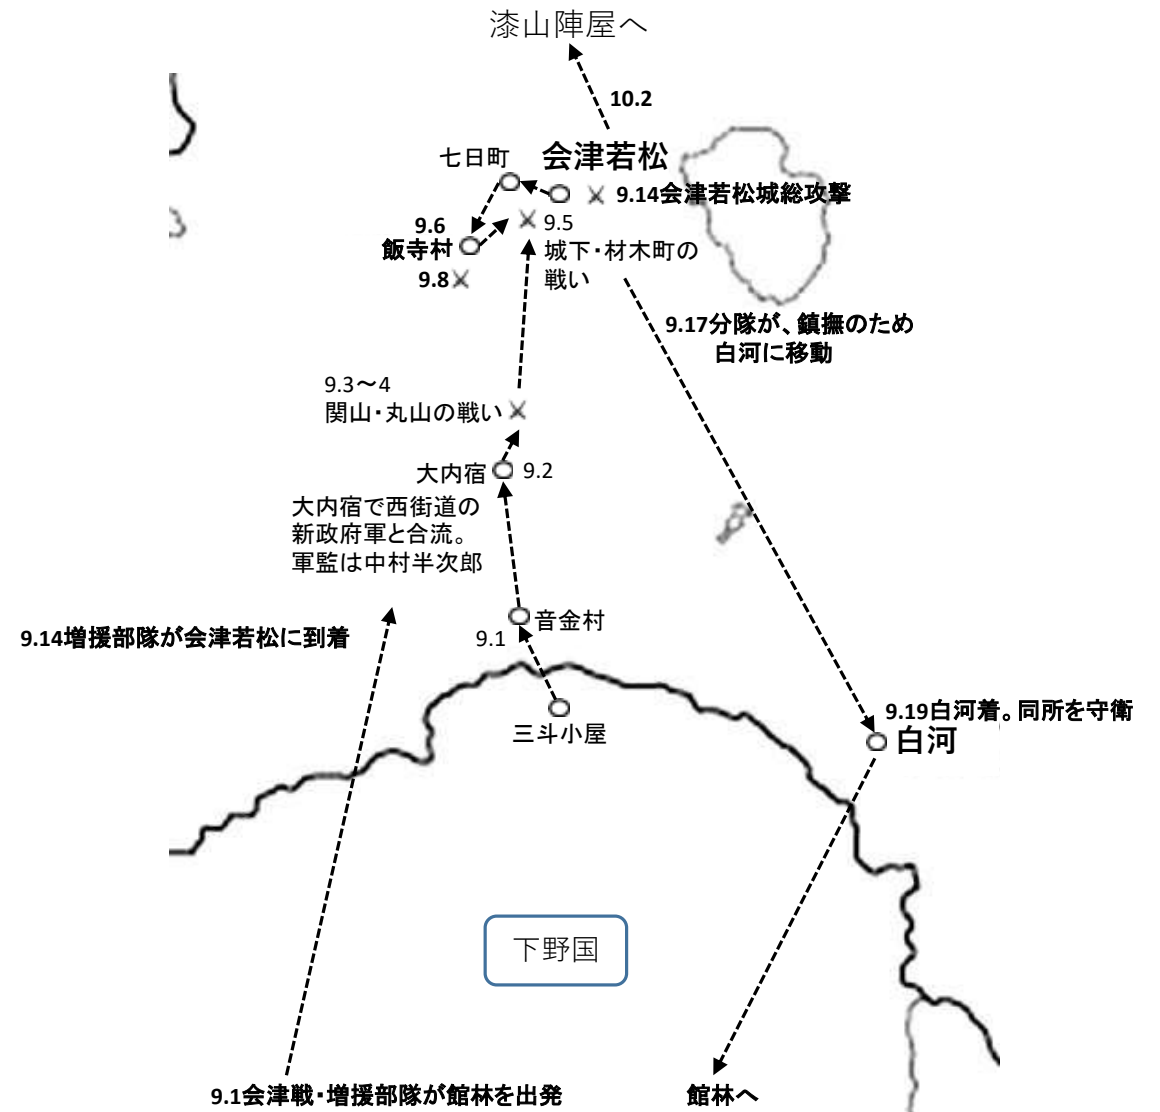 漆山陣屋へ
10.2
七日町
会津若松
9.14会津若松城総攻撃
9.6
飯寺村
9.8
9.5
城下・材木町の
戦い
9.17分隊が、鎮撫のため
白河に移動
9.3～4
関山・丸山の戦い
大内宿
9.2
大内宿で西街道の
新政府軍と合流。
軍監は中村半次郎
音金村
9.1
9.14増援部隊が会津若松に到着
三斗小屋
9.19白河着。同所を守衛
白河
下野国
9.1会津戦・増援部隊が館林を出発
館林へ